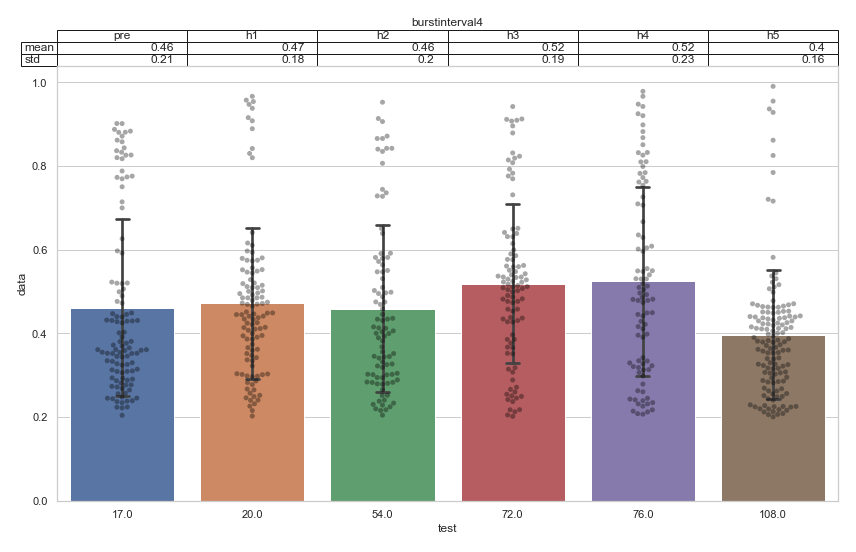 burstinterval4
pre h1 h2 h3 h4 h5
mean 0.46 0.47 0.46 0.52 0.52 0.4
std 0.21 0.18 0.2 0.19 0.23 0.16
1.0
0.8
0.6
0.4
0.2
0.0
data
17.0 20.0 54.0 72.0 76.0 108.0
test